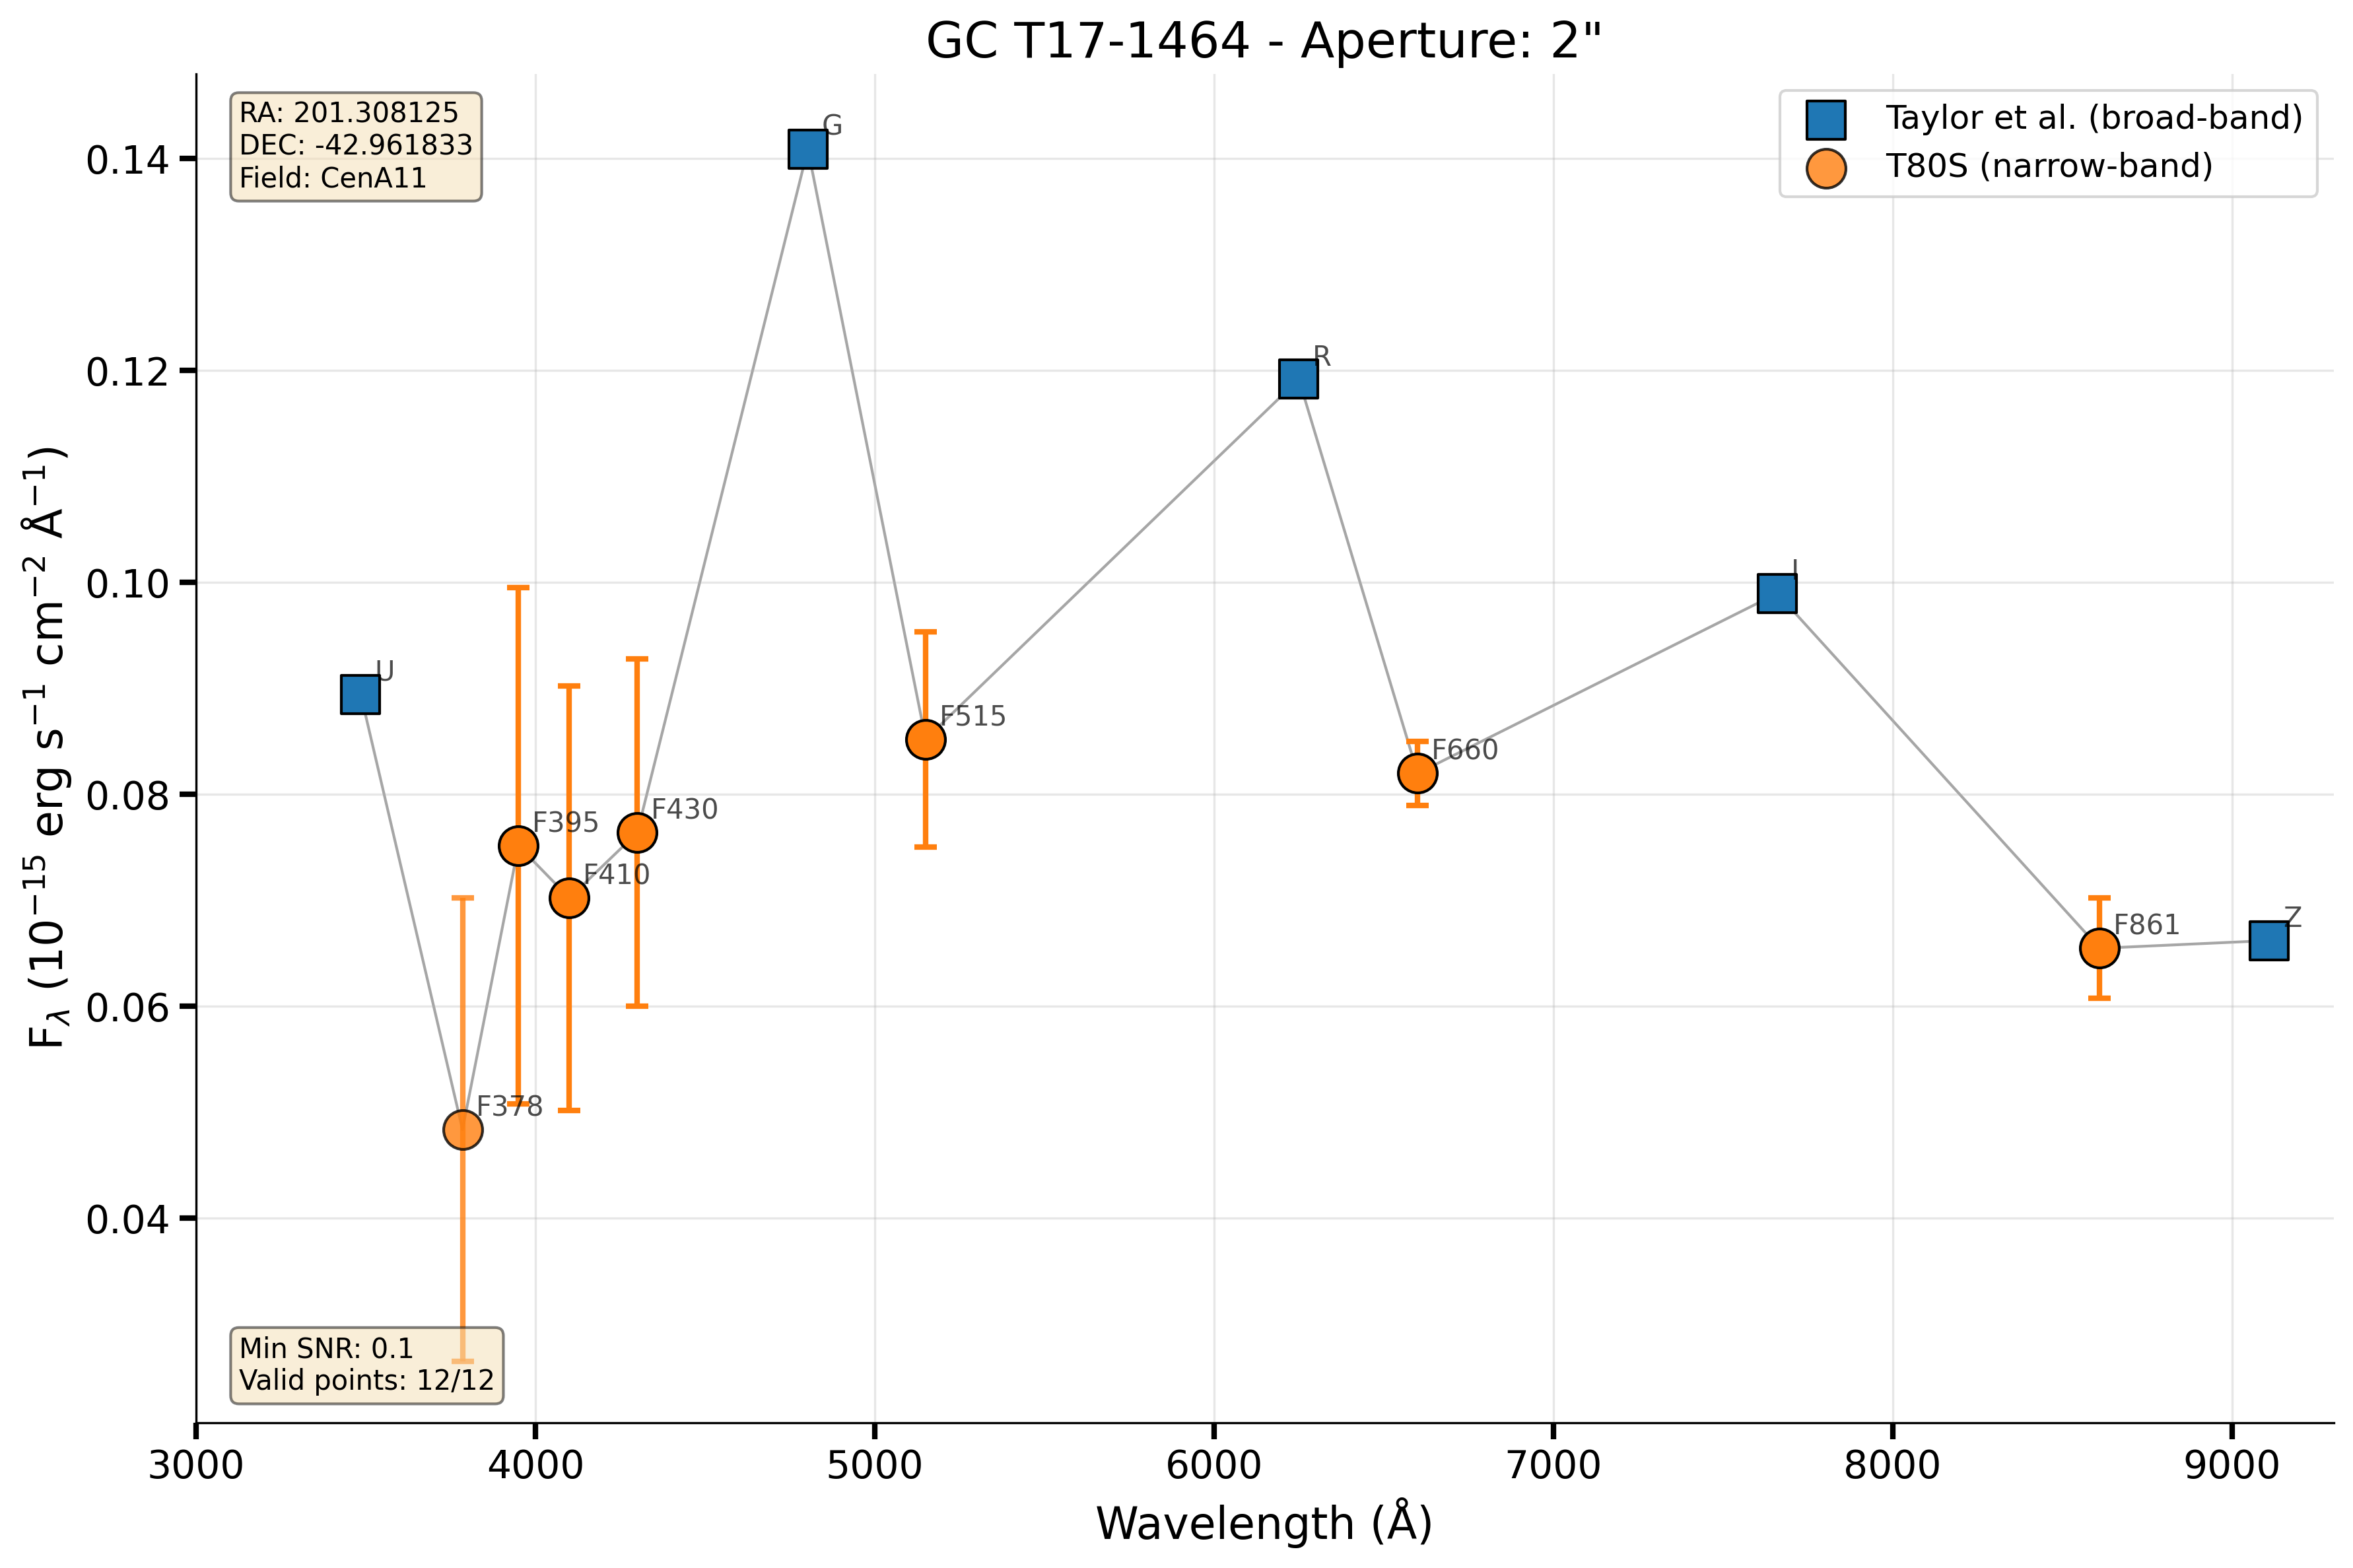 GC T17-1464 - Aperture: 2"
RA: 201.308125
DEC: -42.961833
Field: CenA11
Taylor et al. (broad-band)
T80S (narrow-band)
F_λ (10⁻¹⁵ erg s⁻¹ cm⁻² Å⁻¹)
0.14
0.12
0.10
0.08
0.06
0.04
U
F378
F395
F410
F430
G
F515
R
F660
I
F861
Z
Min SNR: 0.1
Valid points: 12/12
3000 4000 5000 6000 7000 8000 9000
Wavelength (Å)